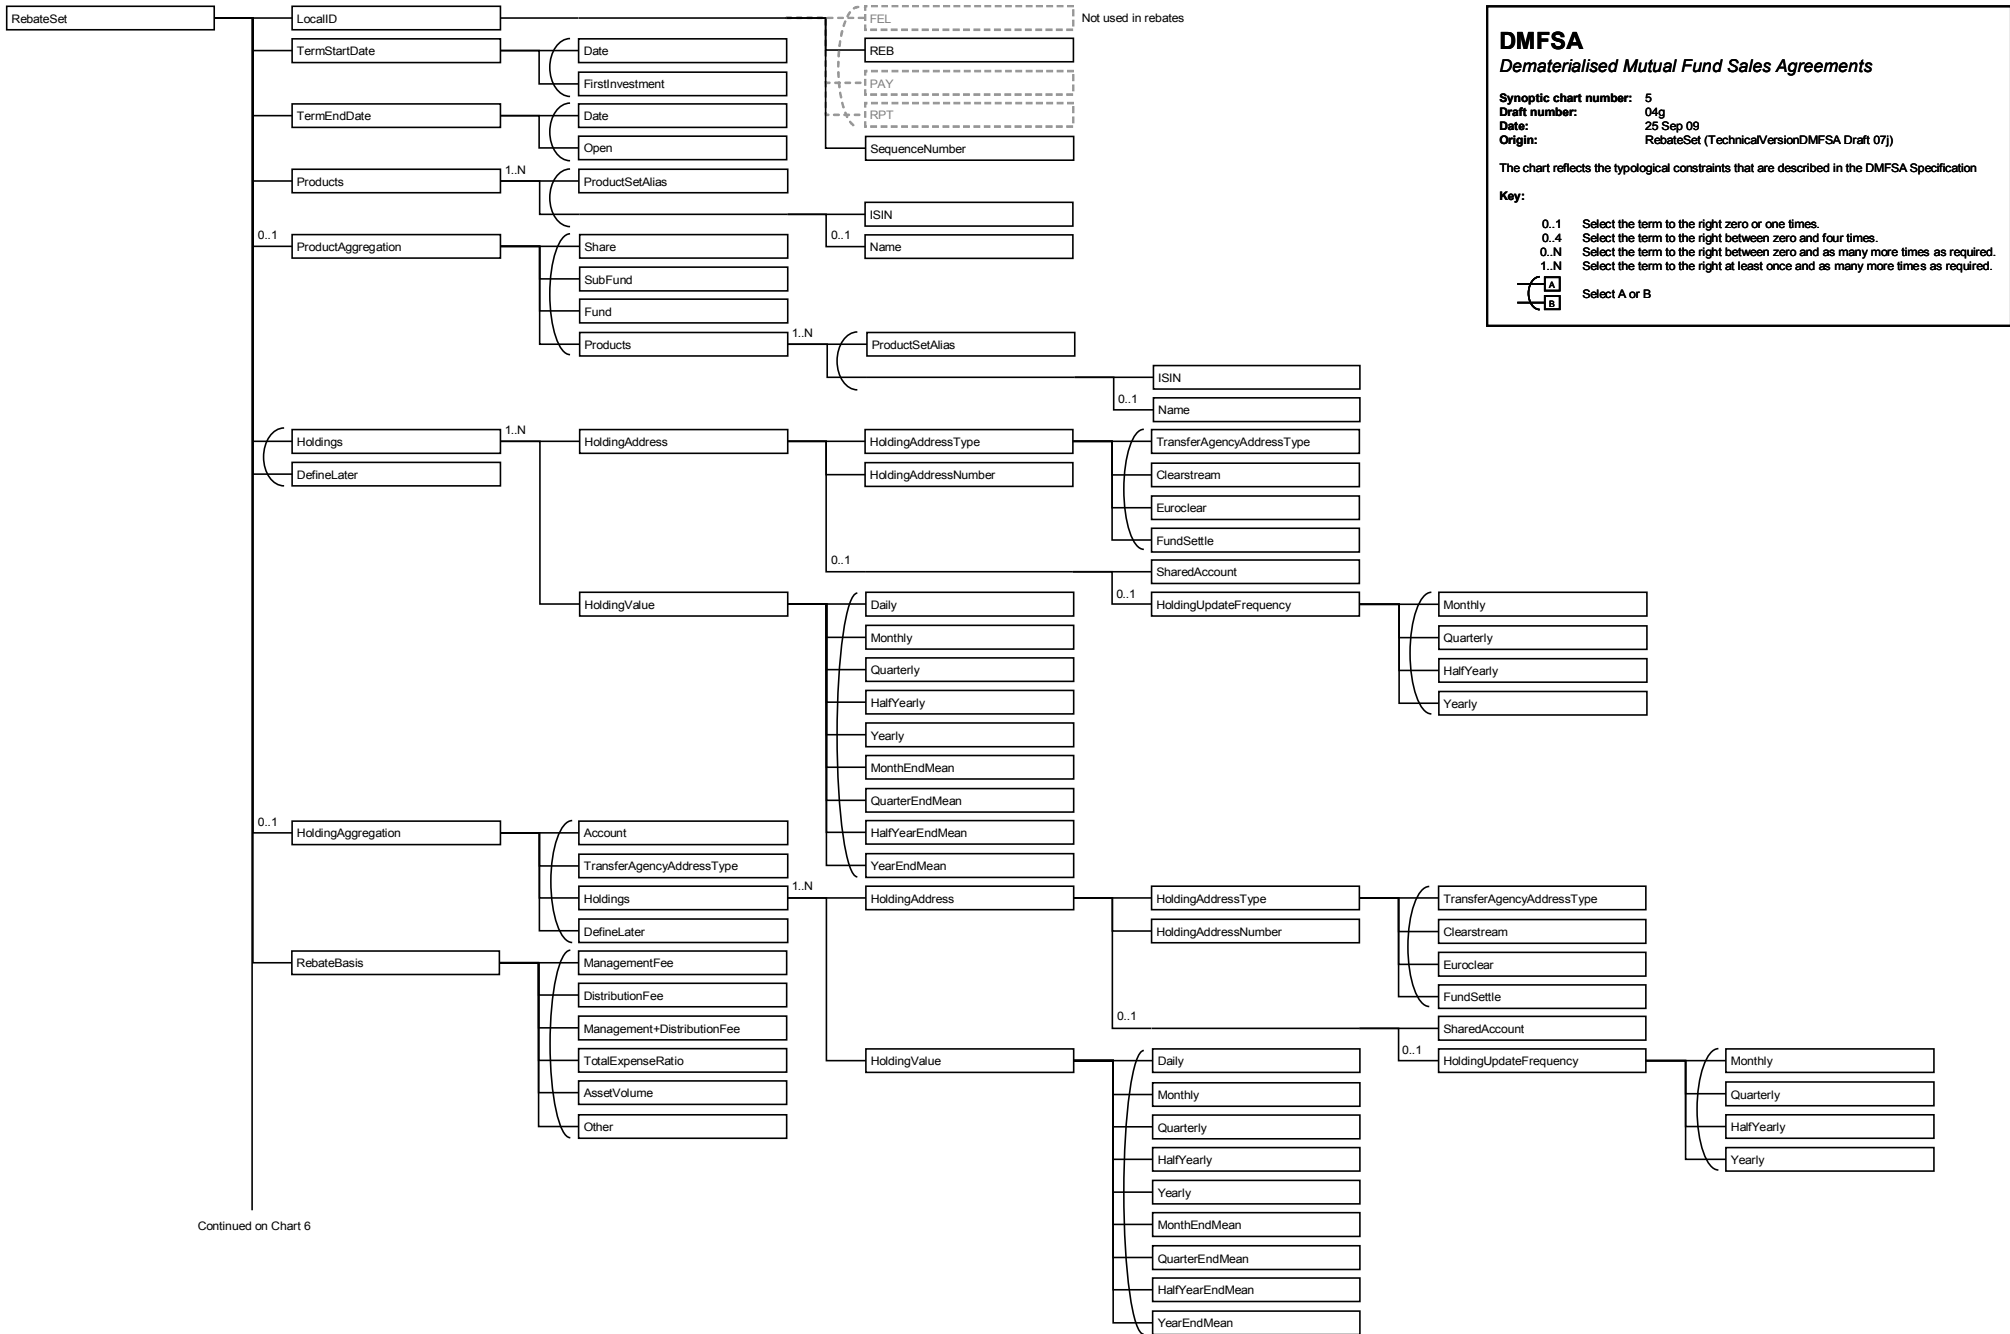 RebateSet
LocalID
FEL
Not used in rebates
REB
PAY
RPT
SequenceNumber
TermStartDate
Date
FirstInvestment
TermEndDate
Date
Open
Products
1..N
ProductSetAlias
ISIN
0..1
Name
0..1
ProductAggregation
Share
SubFund
Fund
Products
1..N
ProductSetAlias
ISIN
0..1
Name
Holdings
1..N
DefineLater
HoldingAddress
HoldingAddressType
TransferAgencyAddressType
Clearstream
Euroclear
FundSettle
HoldingAddressNumber
0..1
SharedAccount
0..1
HoldingUpdateFrequency
Monthly
Quarterly
HalfYearly
Yearly
HoldingValue
Daily
Monthly
Quarterly
HalfYearly
Yearly
MonthEndMean
QuarterEndMean
HalfYearEndMean
YearEndMean
0..1
HoldingAggregation
Account
TransferAgencyAddressType
Holdings
1..N
DefineLater
HoldingAddress
HoldingAddressType
TransferAgencyAddressType
Clearstream
Euroclear
FundSettle
HoldingAddressNumber
0..1
SharedAccount
0..1
HoldingUpdateFrequency
Monthly
Quarterly
HalfYearly
Yearly
HoldingValue
Daily
Monthly
Quarterly
HalfYearly
Yearly
MonthEndMean
QuarterEndMean
HalfYearEndMean
YearEndMean
RebateBasis
ManagementFee
DistributionFee
Management+DistributionFee
TotalExpenseRatio
AssetVolume
Other
Continued on Chart 6
DMFSA
Dematerialised Mutual Fund Sales Agreements
Synoptic chart number: 5
Draft number: 04g
Date: 25 Sep 09
Origin: RebateSet (TechnicalVersionDMFSA Draft 07j)
The chart reflects the typological constraints that are described in the DMFSA Specification
Key:
0..1 Select the term to the right zero or one times.
0..4 Select the term to the right between zero and four times.
0..N Select the term to the right between zero and as many more times as required.
1..N Select the term to the right at least once and as many more times as required.
A
B
Select A or B